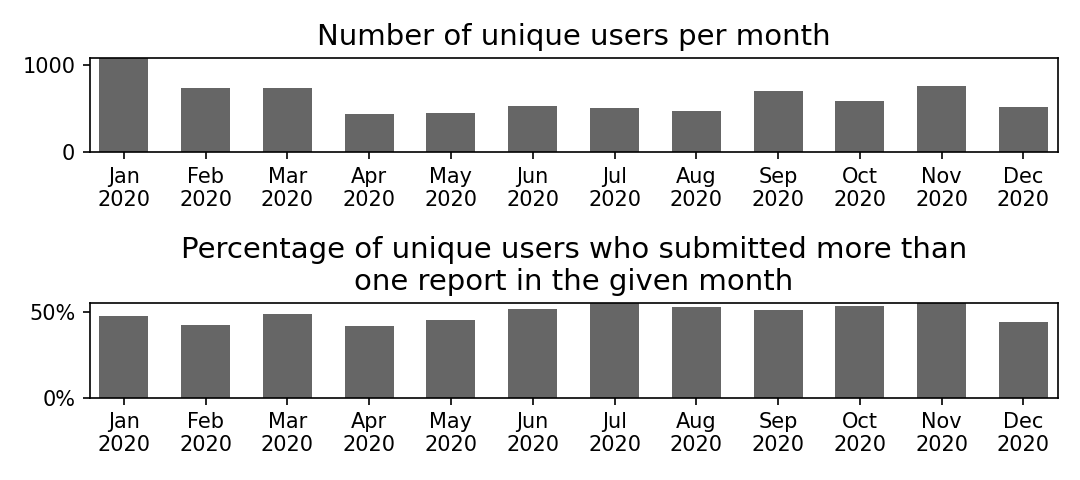 Number of unique users per month
1000
0
Jan Feb Mar Apr May Jun Jul Aug Sep Oct Nov Dec
2020 2020 2020 2020 2020 2020 2020 2020 2020 2020 2020 2020
Percentage of unique users who submitted more than
one report in the given month
50%
0%
Jan Feb Mar Apr May Jun Jul Aug Sep Oct Nov Dec
2020 2020 2020 2020 2020 2020 2020 2020 2020 2020 2020 2020